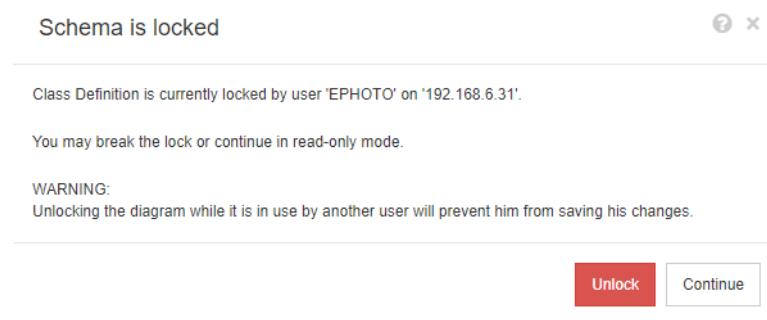 Schema is locked
Class Definition is currently locked by user 'EPHOTO' on '192.168.6.31'.
You may break the lock or continue in read-only mode.
WARNING:
Unlocking the diagram while it is in use by another user will prevent him from saving his changes.
Unlock
Continue